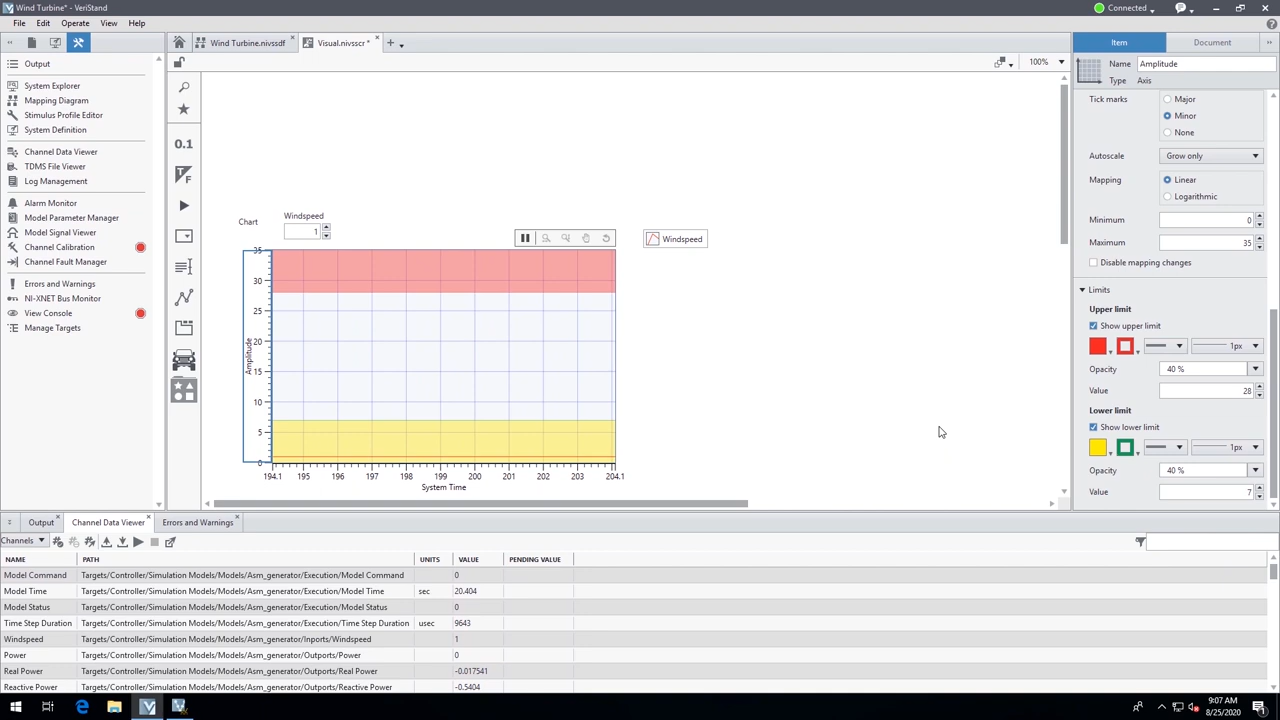 Wind Turbine* - VeriStand
Connected
File Edit Operate View Help
Wind Turbine.nivssdf
Visual.nivsscr *
Item
Document
Output
System Explorer
Mapping Diagram
Stimulus Profile Editor
System Definition
Channel Data Viewer
TDMS File Viewer
Log Management
Alarm Monitor
Model Parameter Manager
Model Signal Viewer
Channel Calibration
Channel Fault Manager
Errors and Warnings
NI-XNET Bus Monitor
View Console
Manage Targets
100%
0.1
Chart
Windspeed
1
Windspeed
35
30
25
20
15
10
5
0
Amplitude
194.1 195 196 197 198 199 200 201 202 203 204.1
System Time
Name Amplitude
Type Axis
Tick marks
Major
Minor
None
Autoscale Grow only
Mapping Linear
Logarithmic
Minimum 0
Maximum 35
Disable mapping changes
Limits
Upper limit
Show upper limit
1px
Opacity 40 %
Value 28
Lower limit
Show lower limit
1px
Opacity 40 %
Value 7
Output
Channel Data Viewer
Errors and Warnings
Channels
NAME PATH UNITS VALUE PENDING VALUE
Model Command Targets/Controller/Simulation Models/Models/Asm_generator/Execution/Model Command 0
Model Time Targets/Controller/Simulation Models/Models/Asm_generator/Execution/Model Time sec 20.404
Model Status Targets/Controller/Simulation Models/Models/Asm_generator/Execution/Model Status 0
Time Step Duration Targets/Controller/Simulation Models/Models/Asm_generator/Execution/Time Step Duration usec 9643
Windspeed Targets/Controller/Simulation Models/Models/Asm_generator/Inports/Windspeed 1
Power Targets/Controller/Simulation Models/Models/Asm_generator/Outports/Power 0
Real Power Targets/Controller/Simulation Models/Models/Asm_generator/Outports/Real Power -0.017541
Reactive Power Targets/Controller/Simulation Models/Models/Asm_generator/Outports/Reactive Power -0.5404
9:07 AM
8/25/2020